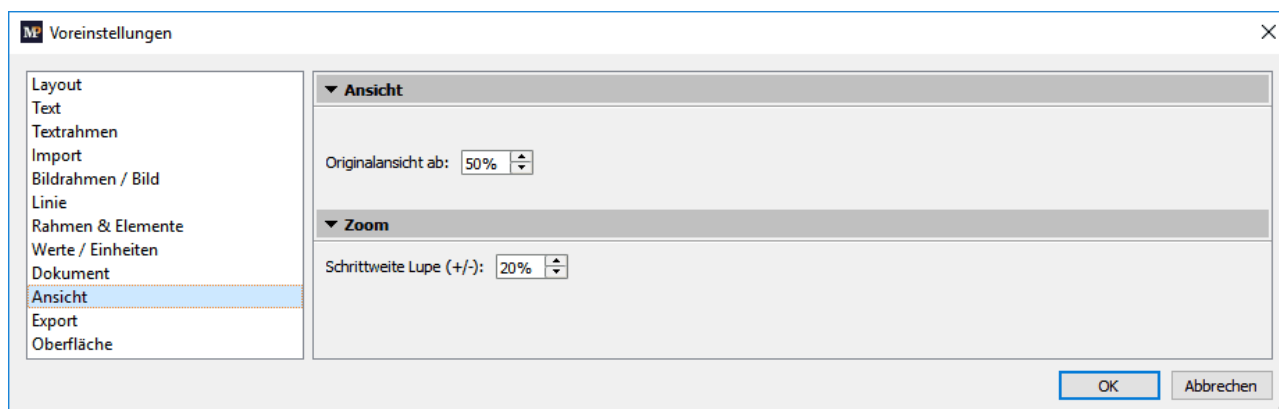 MP Voreinstellungen
Layout
Text
Textrahmen
Import
Bildrahmen / Bild
Linie
Rahmen & Elemente
Werte / Einheiten
Dokument
Ansicht
Export
Oberfläche
Ansicht
Originalansicht ab: 50%
Zoom
Schrittweite Lupe (+/-): 20%
OK Abbrechen